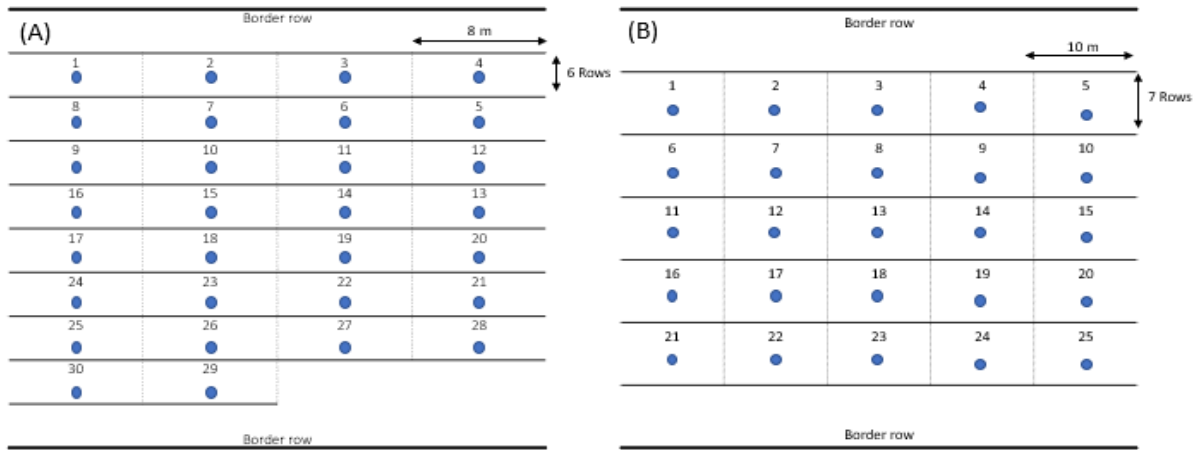 (A)
Border row
8 m
1 2 3 4
6 Rows
8 7 6 5
9 10 11 12
16 15 14 13
17 18 19 20
24 23 22 21
25 26 27 28
30 29
Border row
(B)
Border row
10 m
1 2 3 4 5
7 Rows
6 7 8 9 10
11 12 13 14 15
16 17 18 19 20
21 22 23 24 25
Border row